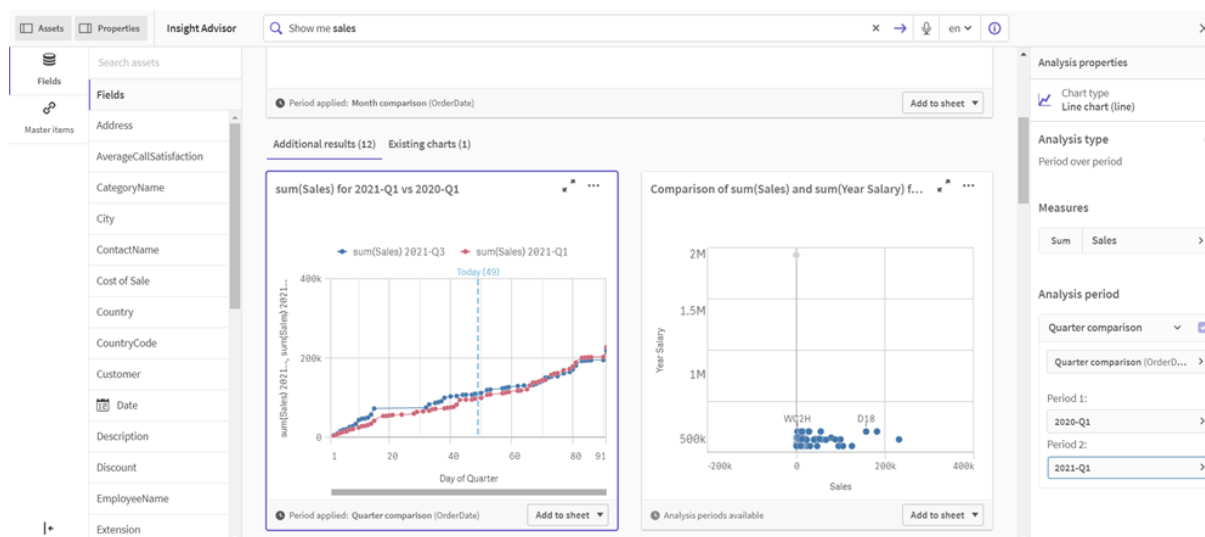 Assets
Properties
Insight Advisor
Show me sales
en
Fields
Master items
Search assets
Fields
Address
AverageCallSatisfaction
CategoryName
City
ContactName
Cost of Sale
Country
CountryCode
Customer
Date
Description
Discount
EmployeeName
Extension
Period applied: Month comparison (OrderDate)
Add to sheet
Additional results (12)
Existing charts (1)
sum(Sales) for 2021-Q1 vs 2020-Q1
sum(Sales) 2021-Q3
sum(Sales) 2021-Q1
Today (49)
sum(Sales) 2021..., sum(Sales) 2021...
400k
200k
0
1 20 40 60 80 91
Day of Quarter
Period applied: Quarter comparison (OrderDate)
Add to sheet
Comparison of sum(Sales) and sum(Year Salary) f...
Year Salary
2M
1.5M
1M
500k
WC2H
D18
-200k 0 200k 400k
Sales
Analysis periods available
Add to sheet
Analysis properties
Chart type
Line chart (line)
Analysis type
Period over period
Measures
Sum
Sales
Analysis period
Quarter comparison
Quarter comparison (OrderD...
Period 1:
2020-Q1
Period 2:
2021-Q1